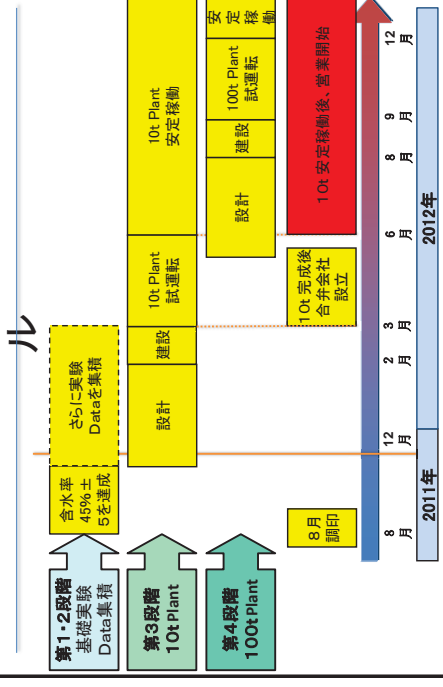 ル
第1・2段階
基礎実験
Data集積
含水率
45%±
5を達成
さらに実験
Dataを集積
第3段階
10t Plant
設計
建設
10t Plant
試運転
10t Plant
安定稼働
第4段階
100t Plant
設計
建設
100t Plant
試運転
安定稼
働
8月
調印
10t 完成後
合弁会社
設立
10t 安定稼働後、営業開始
8月
12月
2月
3月
6月
8月
9月
12月
2011年
2012年